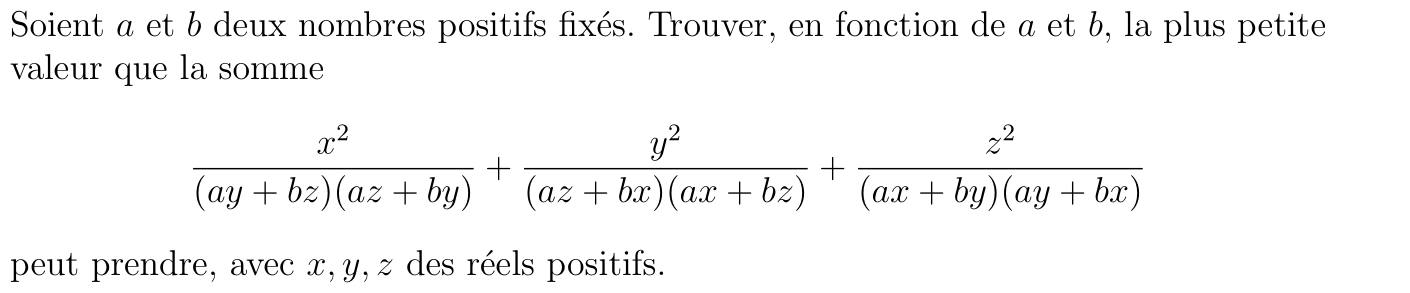 Soient a et b deux nombres positifs fixés. Trouver, en fonction de a et b, la plus petite
valeur que la somme
\frac{x^2}{(ay + bz)(az + by)} + \frac{y^2}{(az + bx)(ax + bz)} + \frac{z^2}{(ax + by)(ay + bx)}
peut prendre, avec x, y, z des réels positifs.